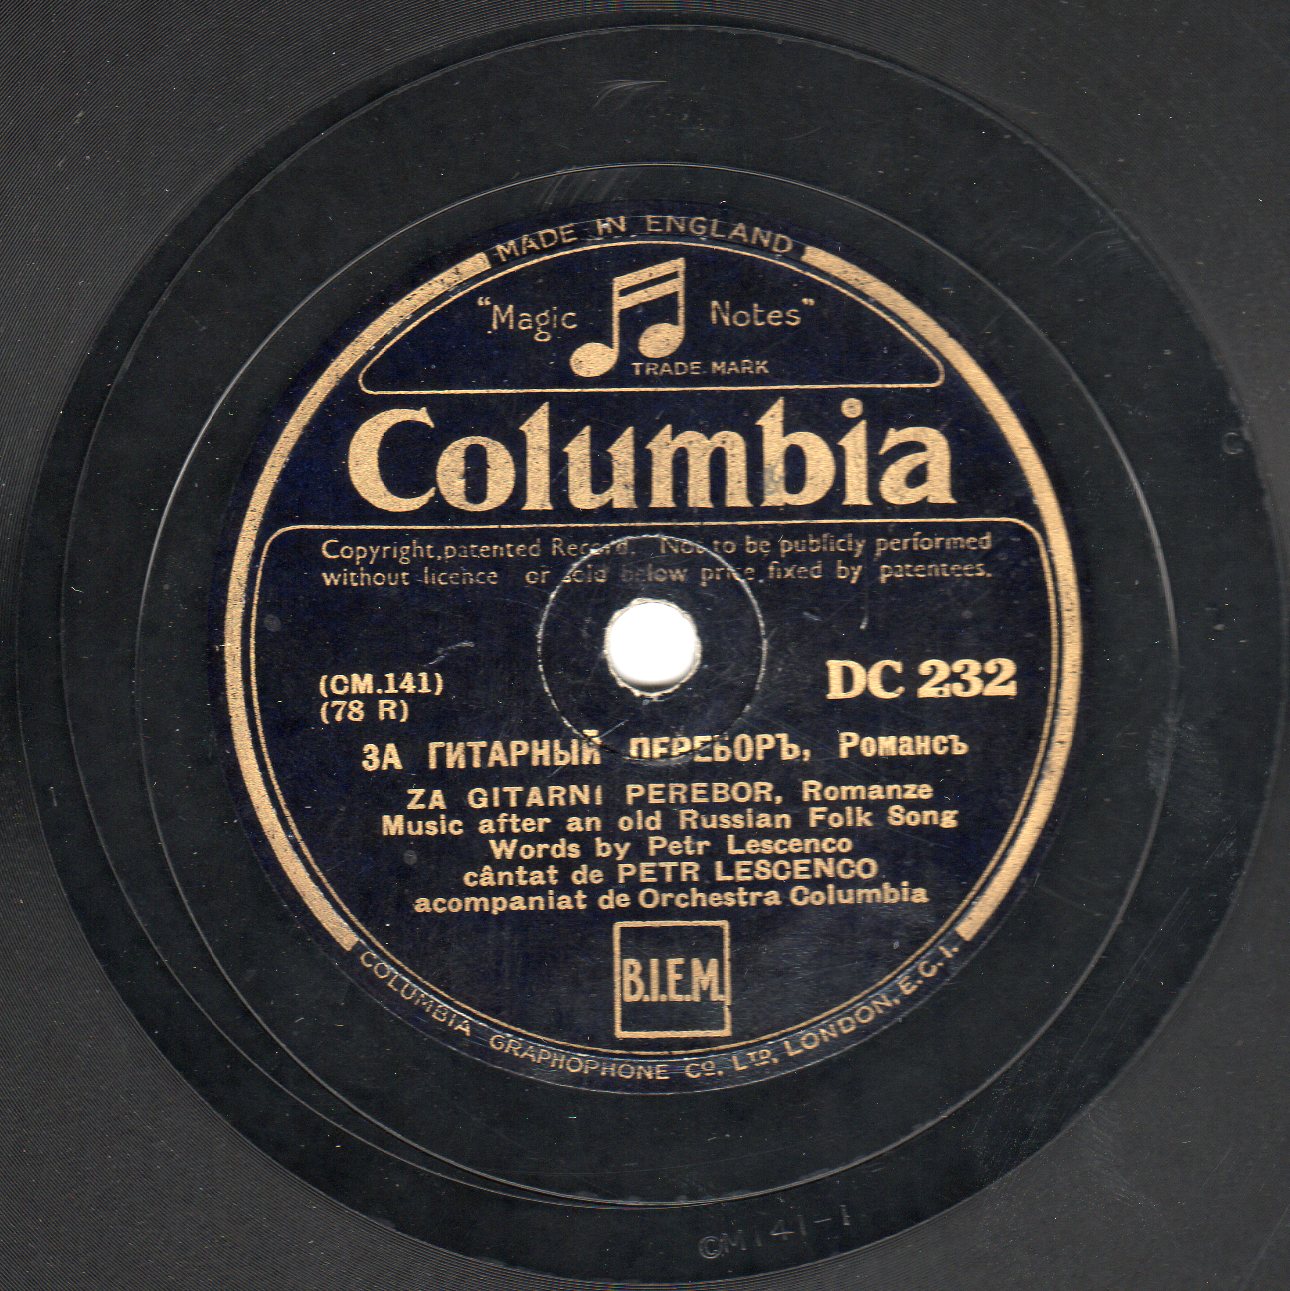 MADE IN ENGLAND
"Magic Notes"
TRADE MARK
Columbia
Copyright, patented Record. Not to be publicly performed
without licence or sold below price fixed by patentees.
(CM.141)
(78 R)
DC 232
ЗА ГИТАРНЫЙ ПЕРЕБОРЪ, Романсъ
ZA GITARNI PEREBOR, Romanze
Music after an old Russian Folk Song
Words by Petr Lescenco
cântat de PETR LESCENCO
acompaniat de Orchestra Columbia
B.I.E.M.
COLUMBIA GRAPHOPHONE Co. LTD, LONDON, E.C. 1.
CM141-1